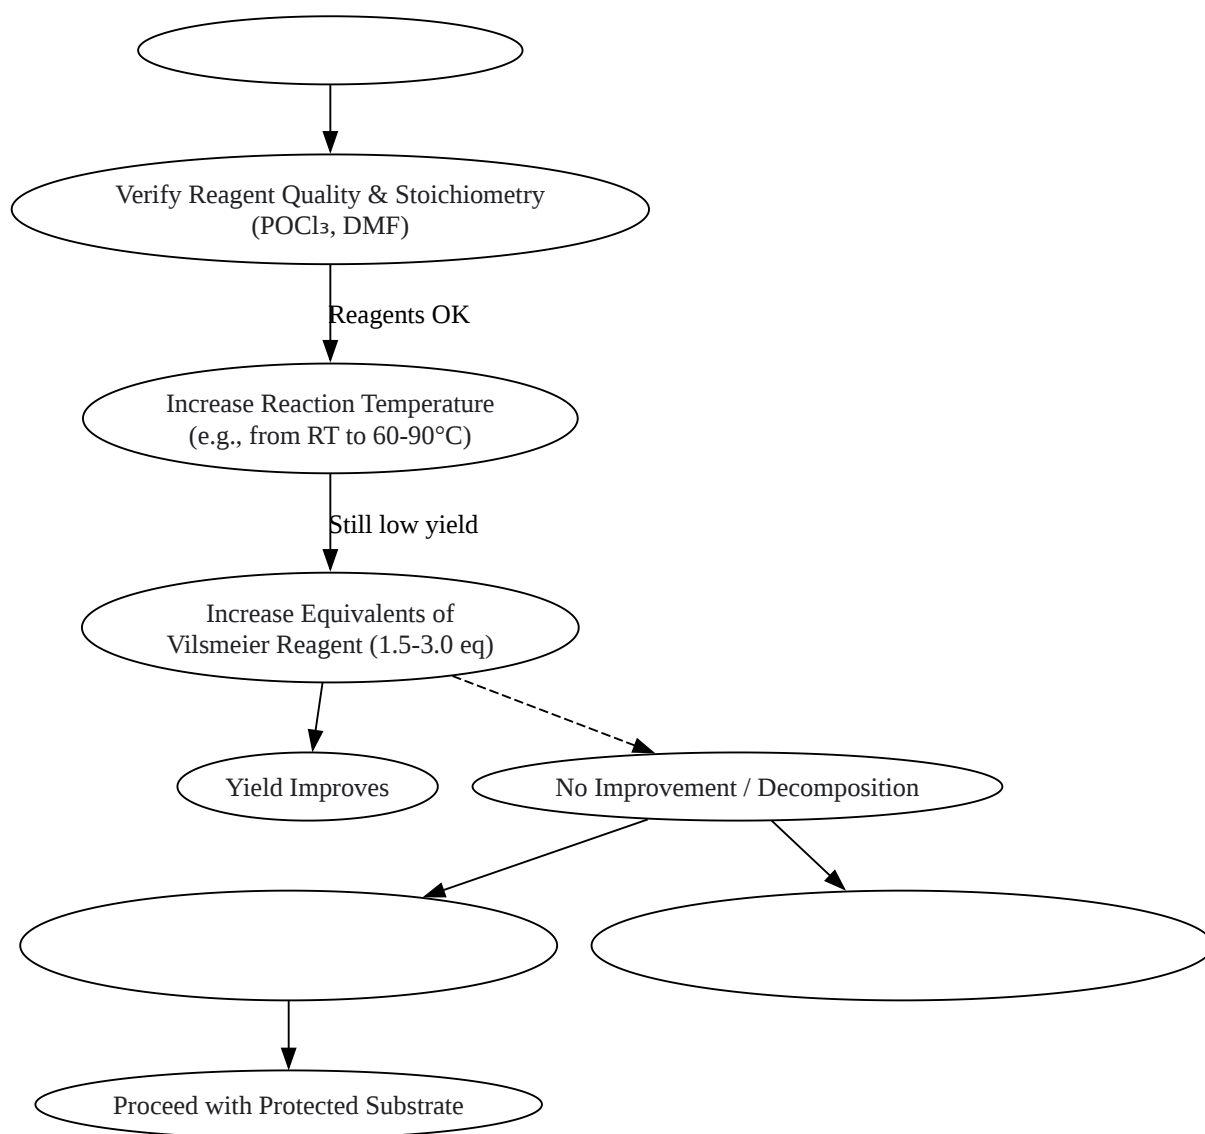 Verify Reagent Quality & Stoichiometry
(POCl₃, DMF)
Reagents OK
Increase Reaction Temperature
(e.g., from RT to 60-90°C)
Still low yield
Increase Equivalents of
Vilsmeier Reagent (1.5-3.0 eq)
Yield Improves
No Improvement / Decomposition
Proceed with Protected Substrate